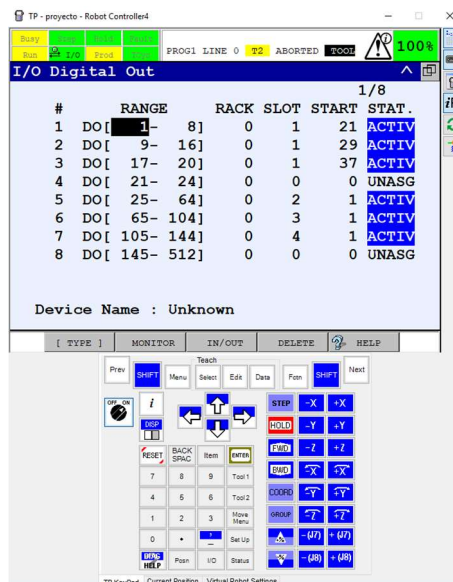 TP - proyecto - Robot Controller4
Busy
Run I/O Prod
PROG1 LINE 0 T2 ABORTED TOOL 100%
I/O Digital Out
1/8
# RANGE RACK SLOT START STAT.
1 DO[ 1- 8] 0 1 21 ACTIV
2 DO[ 9- 16] 0 1 29 ACTIV
3 DO[ 17- 20] 0 1 37 ACTIV
4 DO[ 21- 24] 0 0 0 UNASG
5 DO[ 25- 64] 0 2 1 ACTIV
6 DO[ 65- 104] 0 3 1 ACTIV
7 DO[ 105- 144] 0 4 1 ACTIV
8 DO[ 145- 512] 0 0 0 UNASG
Device Name : Unknown
[ TYPE ] MONITOR IN/OUT DELETE HELP
Teach
Prev SHIFT Menu Select Edit Data Fctn SHIFT Next
OFF ON i STEP -X +X
DISP HOLD -Y +Y
RESET BACK SPAC Item ENTER FWD -Z +Z
7 8 9 Tool 1 BWD -X +X
4 5 6 Tool 2 COORD -Y +Y
1 2 3 Move Menu GROUP -Z +Z
0 . - Set Up +% - (J7) + (J7)
DIAG HELP Posn I/O Status -% - (J8) + (J8)
TP KeyPad Current Position Virtual Robot Settings